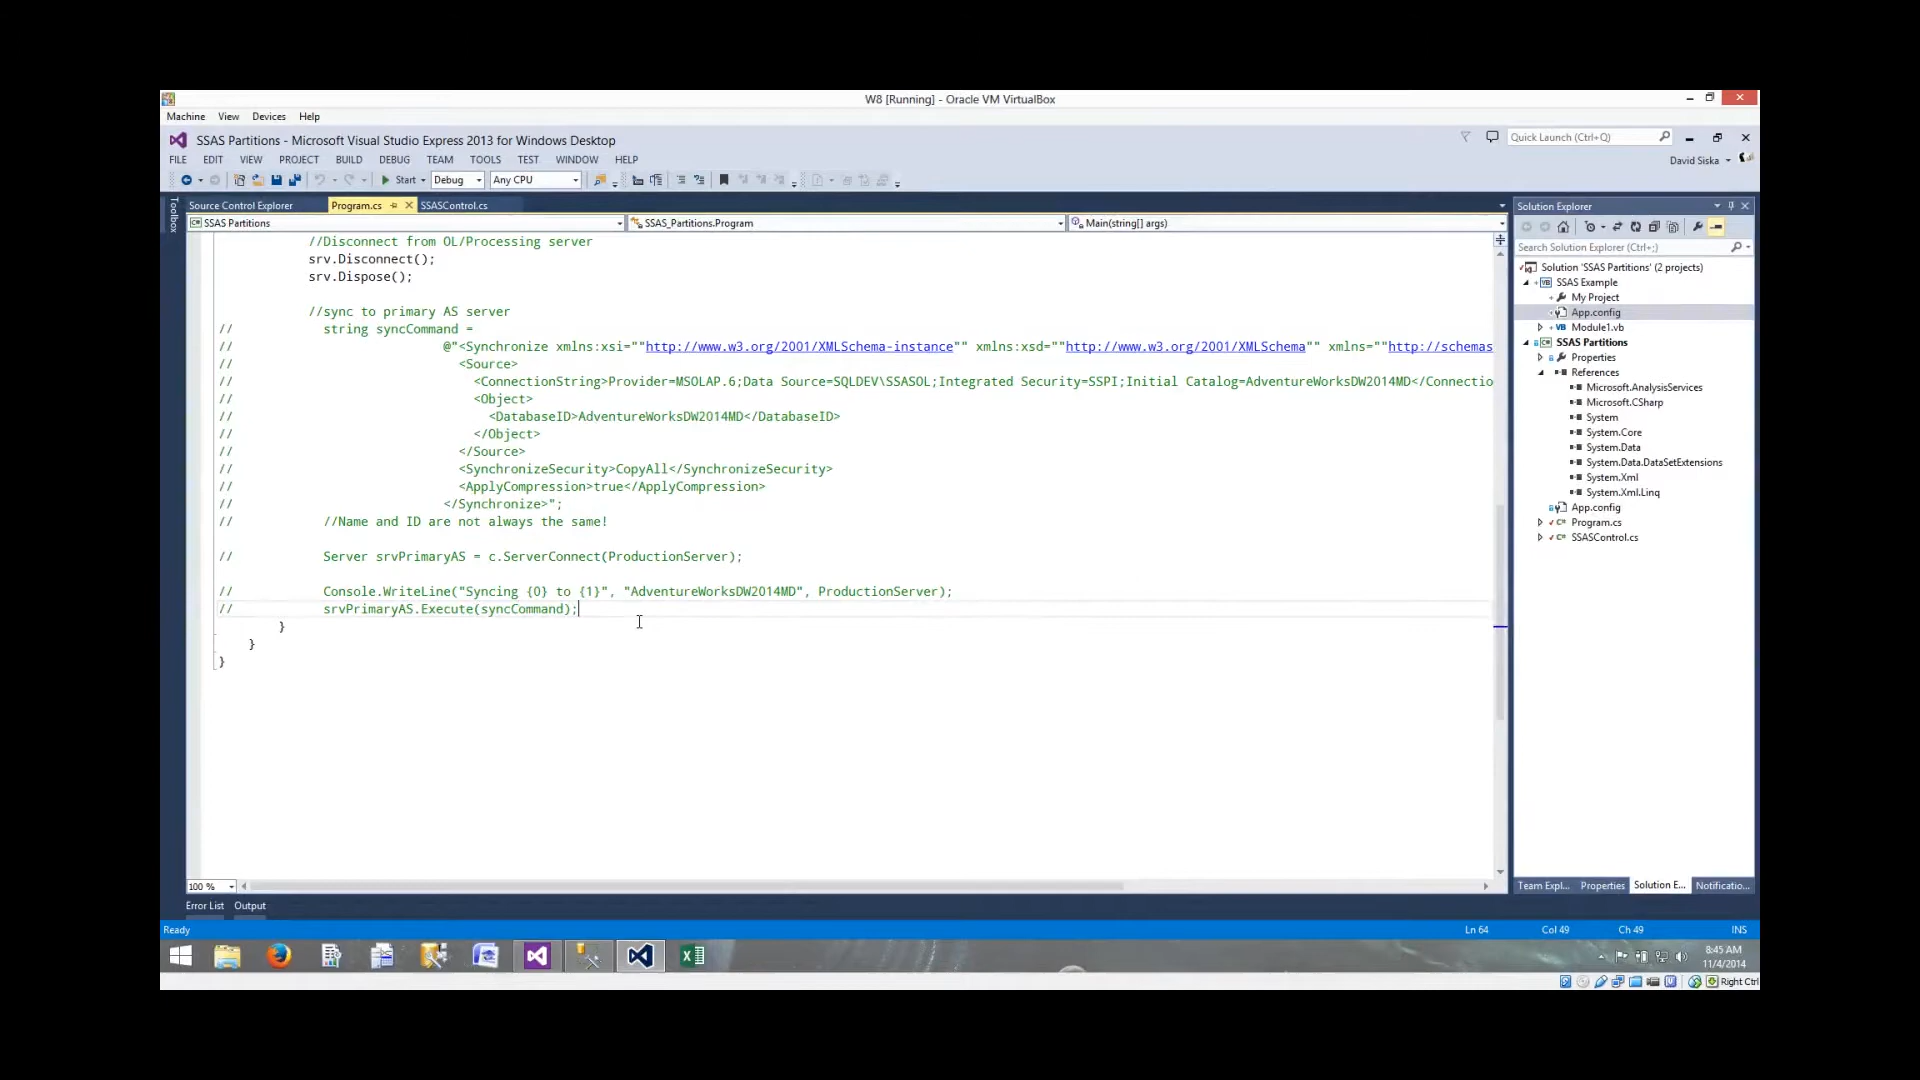 W8 [Running] - Oracle VM VirtualBox
Machine View Devices Help
SSAS Partitions - Microsoft Visual Studio Express 2013 for Windows Desktop
Quick Launch (Ctrl+Q)
FILE EDIT VIEW PROJECT BUILD DEBUG TEAM TOOLS TEST WINDOW HELP
David Siska
Start Debug Any CPU
Toolbox
Source Control Explorer Program.cs SSASControl.cs
SSAS Partitions SSAS_Partitions.Program Main(string[] args)
//Disconnect from OL/Processing server
srv.Disconnect();
srv.Dispose();
//sync to primary AS server
// string syncCommand =
// @"<Synchronize xmlns:xsi=""http://www.w3.org/2001/XMLSchema-instance"" xmlns:xsd=""http://www.w3.org/2001/XMLSchema"" xmlns=""http://schemas
// <Source>
// <ConnectionString>Provider=MSOLAP.6;Data Source=SQLDEV\SSASOL;Integrated Security=SSPI;Initial Catalog=AdventureWorksDW2014MD</Connectio
// <Object>
// <DatabaseID>AdventureWorksDW2014MD</DatabaseID>
// </Object>
// </Source>
// <SynchronizeSecurity>CopyAll</SynchronizeSecurity>
// <ApplyCompression>true</ApplyCompression>
// </Synchronize>";
// //Name and ID are not always the same!
// Server srvPrimaryAS = c.ServerConnect(ProductionServer);
// Console.WriteLine("Syncing {0} to {1}", "AdventureWorksDW2014MD", ProductionServer);
// srvPrimaryAS.Execute(syncCommand);
}
}
}
100 %
Error List Output
Solution Explorer
Search Solution Explorer (Ctrl+;)
Solution 'SSAS Partitions' (2 projects)
SSAS Example
My Project
App.config
Module1.vb
SSAS Partitions
Properties
References
Microsoft.AnalysisServices
Microsoft.CSharp
System
System.Core
System.Data
System.Data.DataSetExtensions
System.Xml
System.Xml.Linq
App.config
Program.cs
SSASControl.cs
Team Expl... Properties Solution E... Notificatio...
Ready Ln 64 Col 49 Ch 49 INS
8:45 AM
11/4/2014
Right Ctrl